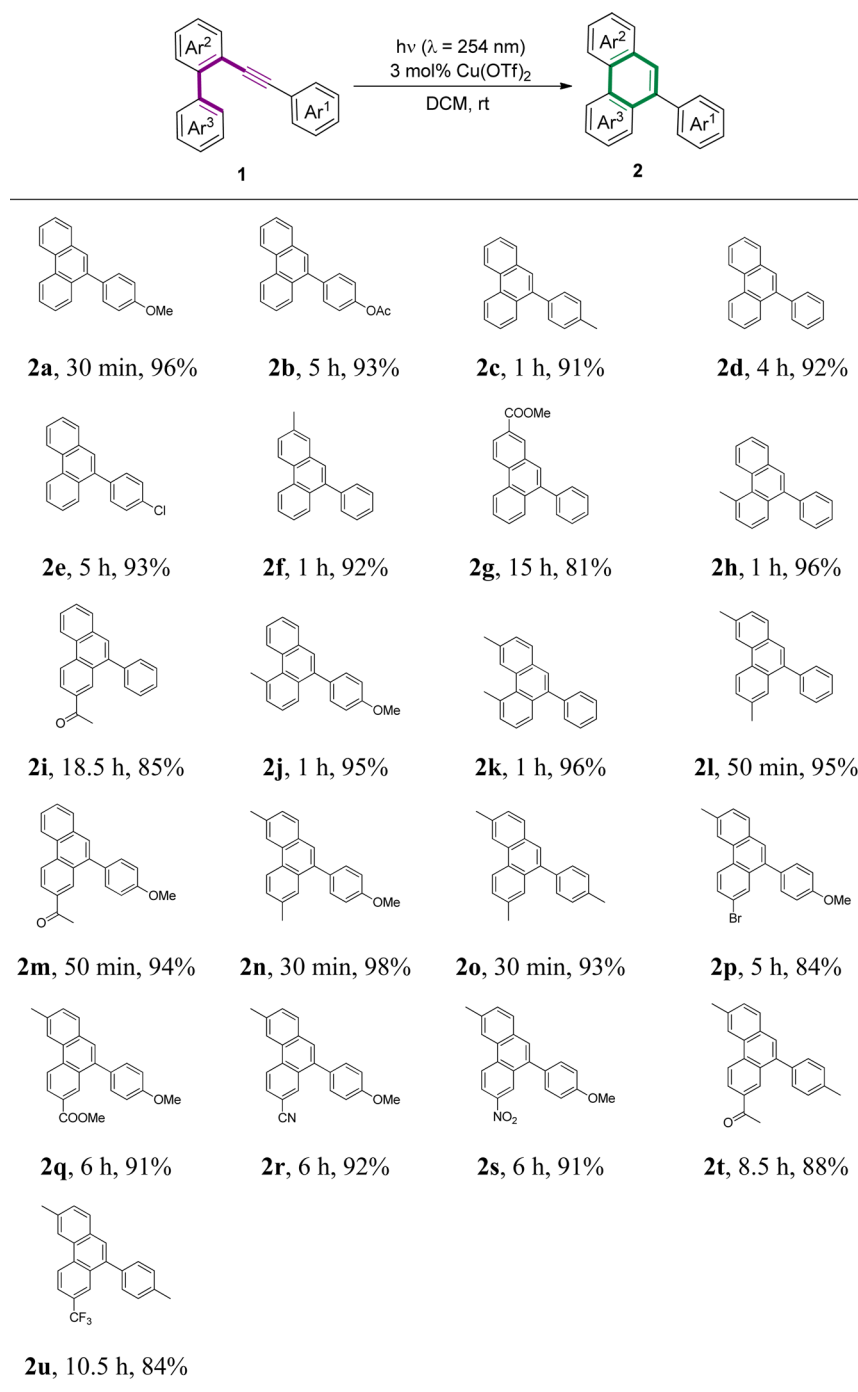 Ar2
Ar3
Ar1
1
hν (λ = 254 nm)
3 mol% Cu(OTf)2
DCM, rt
Ar2
Ar3
Ar1
2
OMe
OAc
2a, 30 min, 96%
2b, 5 h, 93%
2c, 1 h, 91%
2d, 4 h, 92%
COOMe
Cl
2e, 5 h, 93%
2f, 1 h, 92%
2g, 15 h, 81%
2h, 1 h, 96%
O
OMe
2i, 18.5 h, 85%
2j, 1 h, 95%
2k, 1 h, 96%
2l, 50 min, 95%
OMe
O
OMe
Br
OMe
2m, 50 min, 94%
2n, 30 min, 98%
2o, 30 min, 93%
2p, 5 h, 84%
OMe
COOMe
OMe
CN
OMe
NO2
O
2q, 6 h, 91%
2r, 6 h, 92%
2s, 6 h, 91%
2t, 8.5 h, 88%
CF3
2u, 10.5 h, 84%